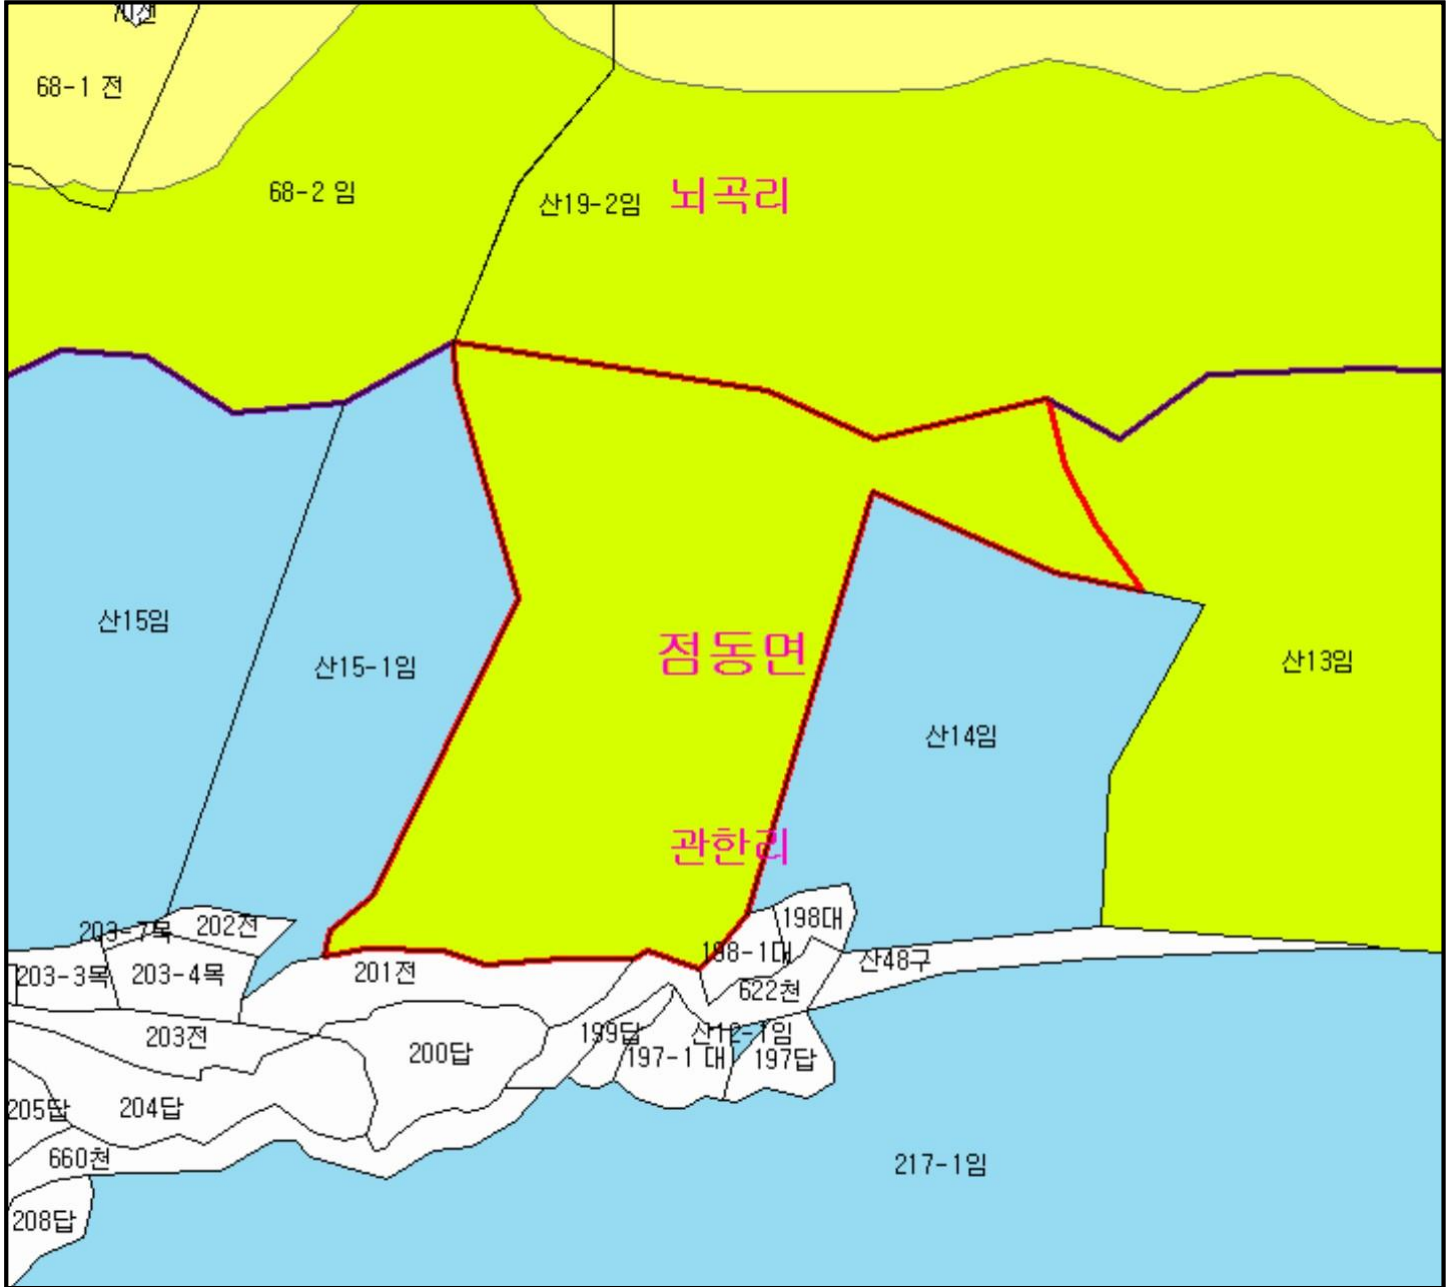 68-1 전
68-2 임
산19-2임
뇌곡리
산15임
산15-1임
점동면
산13임
산14임
관한리
203-7목
202전
198대
198-1대
203-3목
203-4목
201전
산48구
622천
203전
199답
산12-1임
200답
197-1 대
197답
205답
204답
660천
217-1임
208답